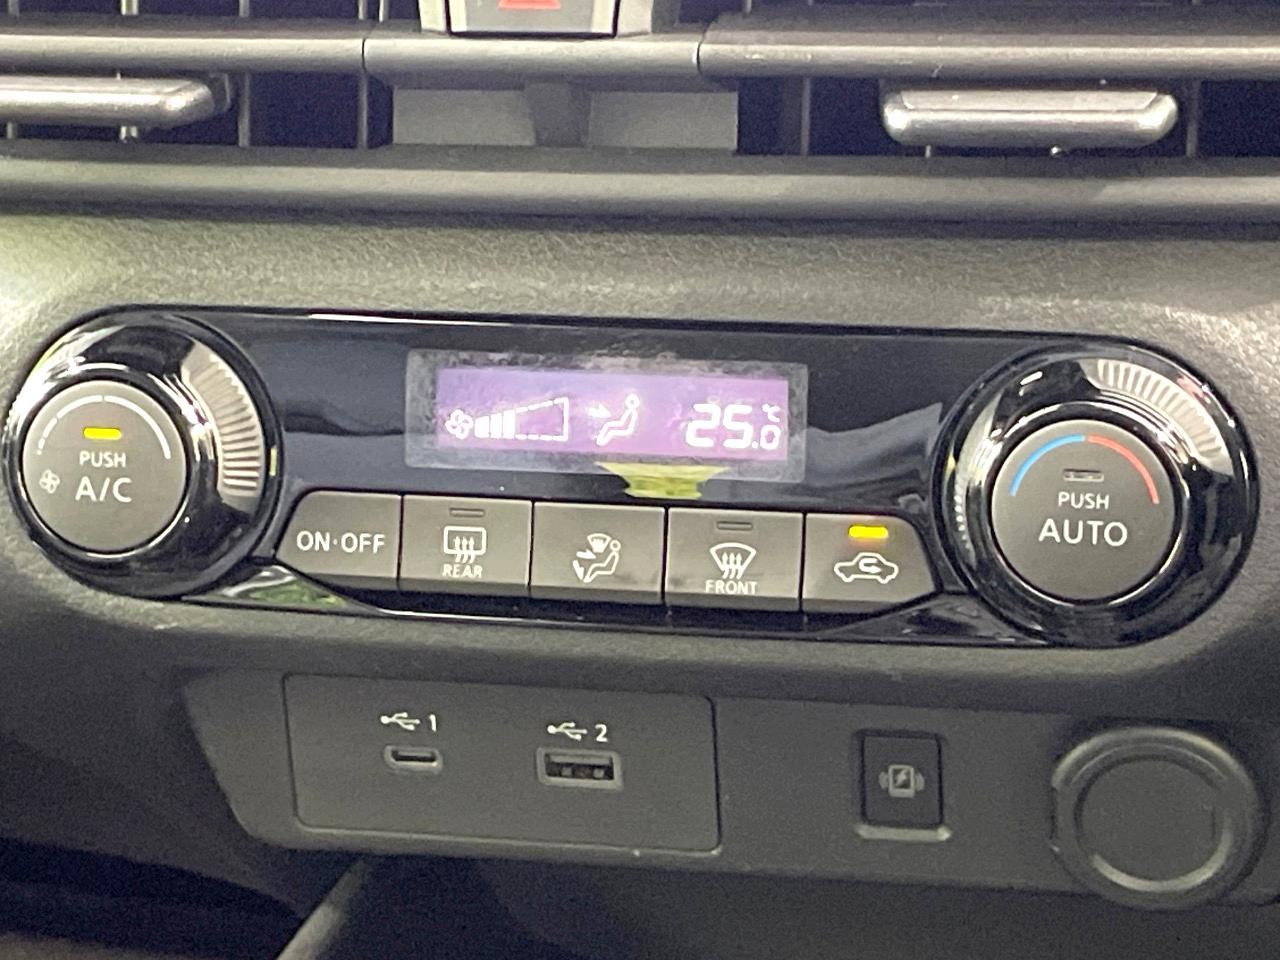 25.0°C
PUSH
A/C
ON·OFF
REAR
FRONT
PUSH
AUTO
1
2